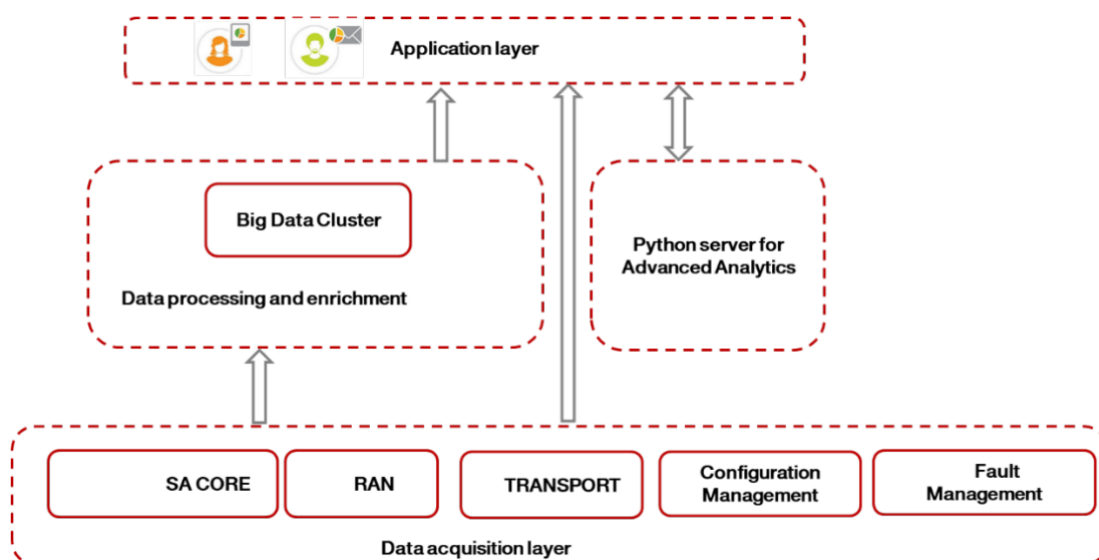 Application layer
Big Data Cluster
Data processing and enrichment
Python server for
Advanced Analytics
SA CORE
RAN
TRANSPORT
Configuration
Management
Fault
Management
Data acquisition layer